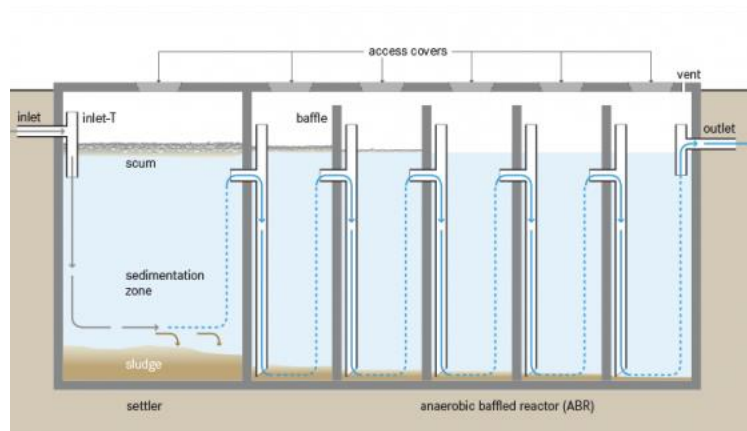 access covers
vent
inlet
inlet-T
baffle
outlet
scum
sedimentation
zone
sludge
settler
anaerobic baffled reactor (ABR)